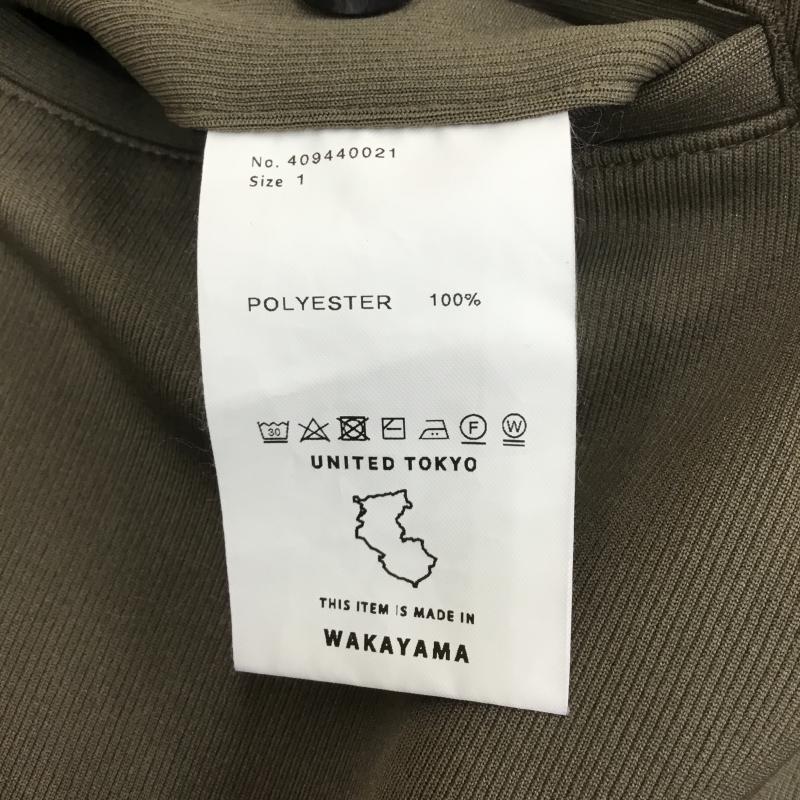 No. 409440021
Size 1
POLYESTER 100%
30 F W
UNITED TOKYO
THIS ITEM IS MADE IN
WAKAYAMA